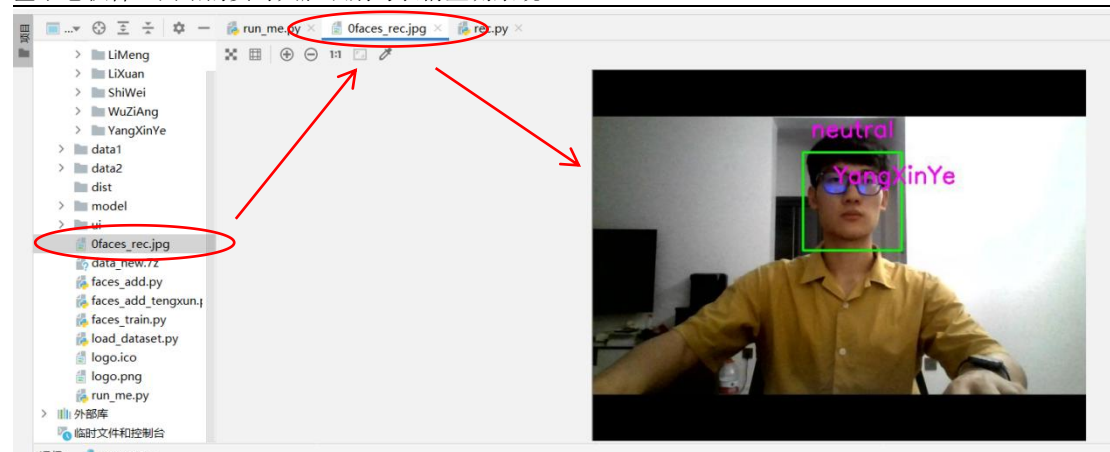 项目
...
run_me.py
0faces_rec.jpg
rec.py
LiMeng
1:1
LiXuan
ShiWei
WuZiAng
YangXinYe
data1
data2
dist
model
ui
0faces_rec.jpg
data_new.7z
faces_add.py
faces_add_tengxun.
faces_train.py
load_dataset.py
logo.ico
logo.png
run_me.py
外部库
临时文件和控制台
neutral
YangXinYe